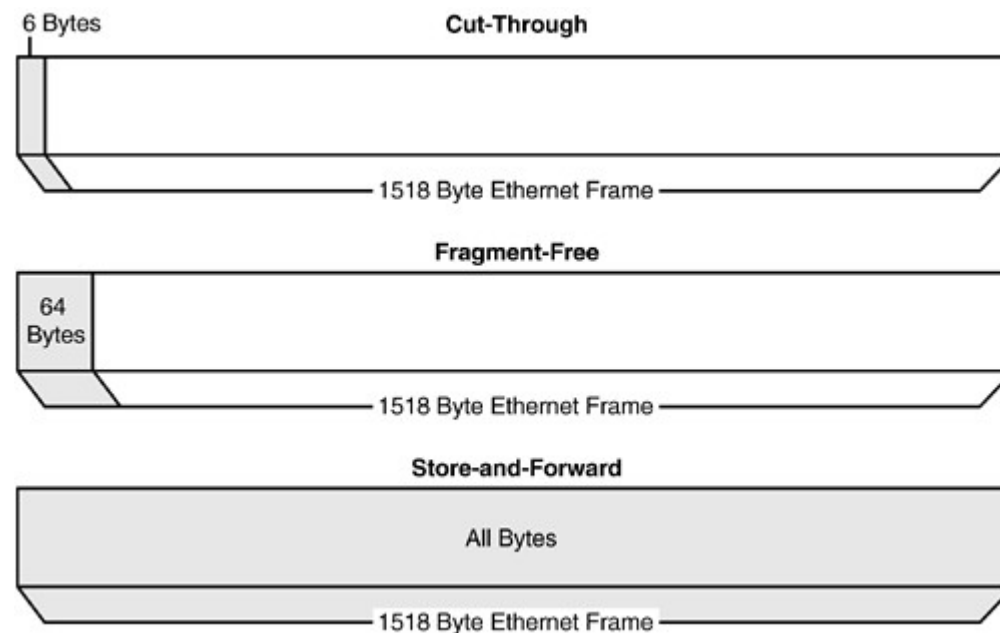 6 Bytes
Cut-Through
1518 Byte Ethernet Frame
Fragment-Free
64
Bytes
1518 Byte Ethernet Frame
Store-and-Forward
All Bytes
1518 Byte Ethernet Frame